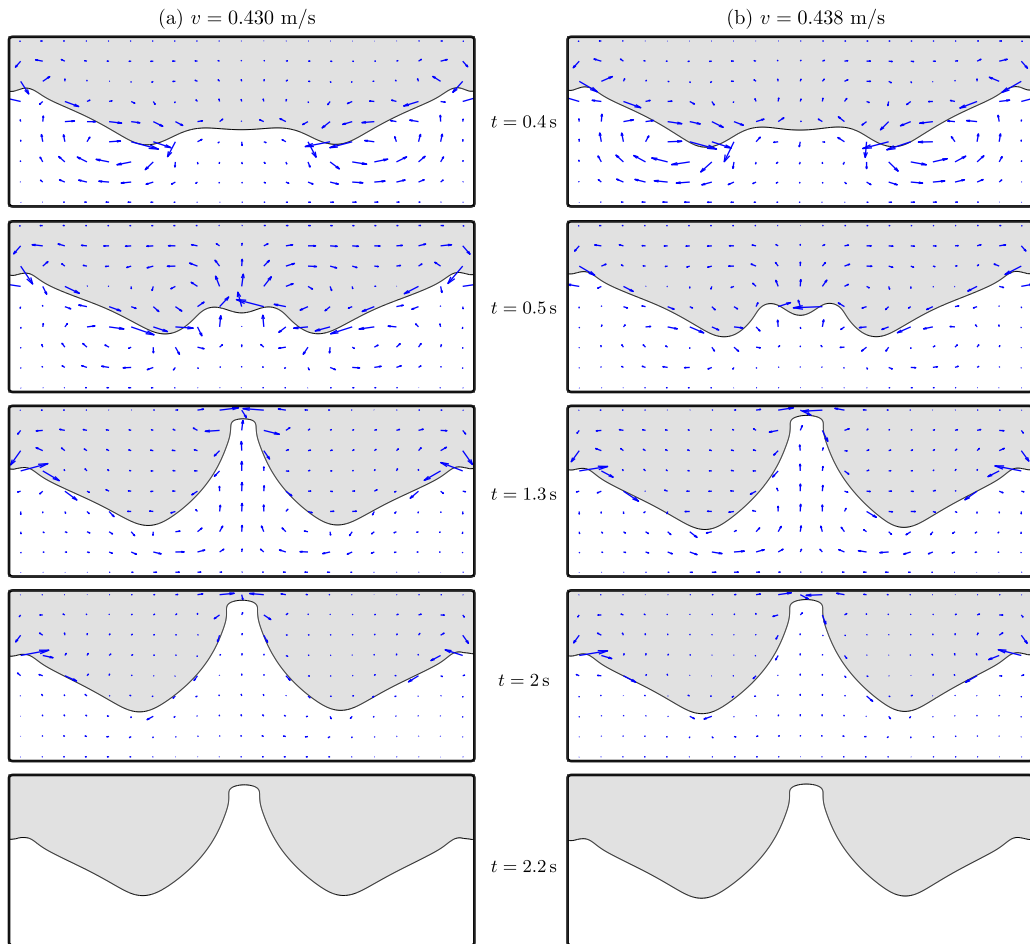 (a) v = 0.430 m/s
(b) v = 0.438 m/s
t = 0.4 s
t = 0.5 s
t = 1.3 s
t = 2 s
t = 2.2 s